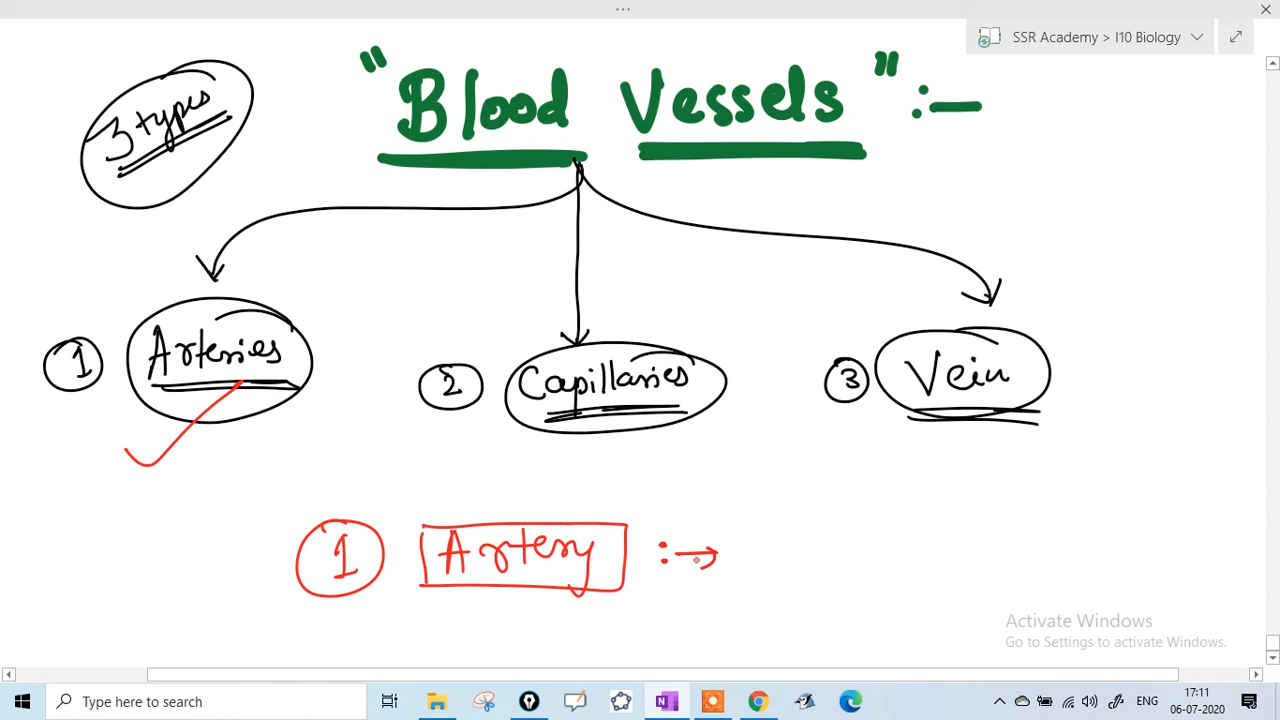 SSR Academy > I10 Biology
3 types
"Blood Vessels" :-
1 Arteries
2 Capillaries
3 Vein
1 Artery :→
Activate Windows
Go to Settings to activate Windows.
Type here to search
ENG
17:11
06-07-2020